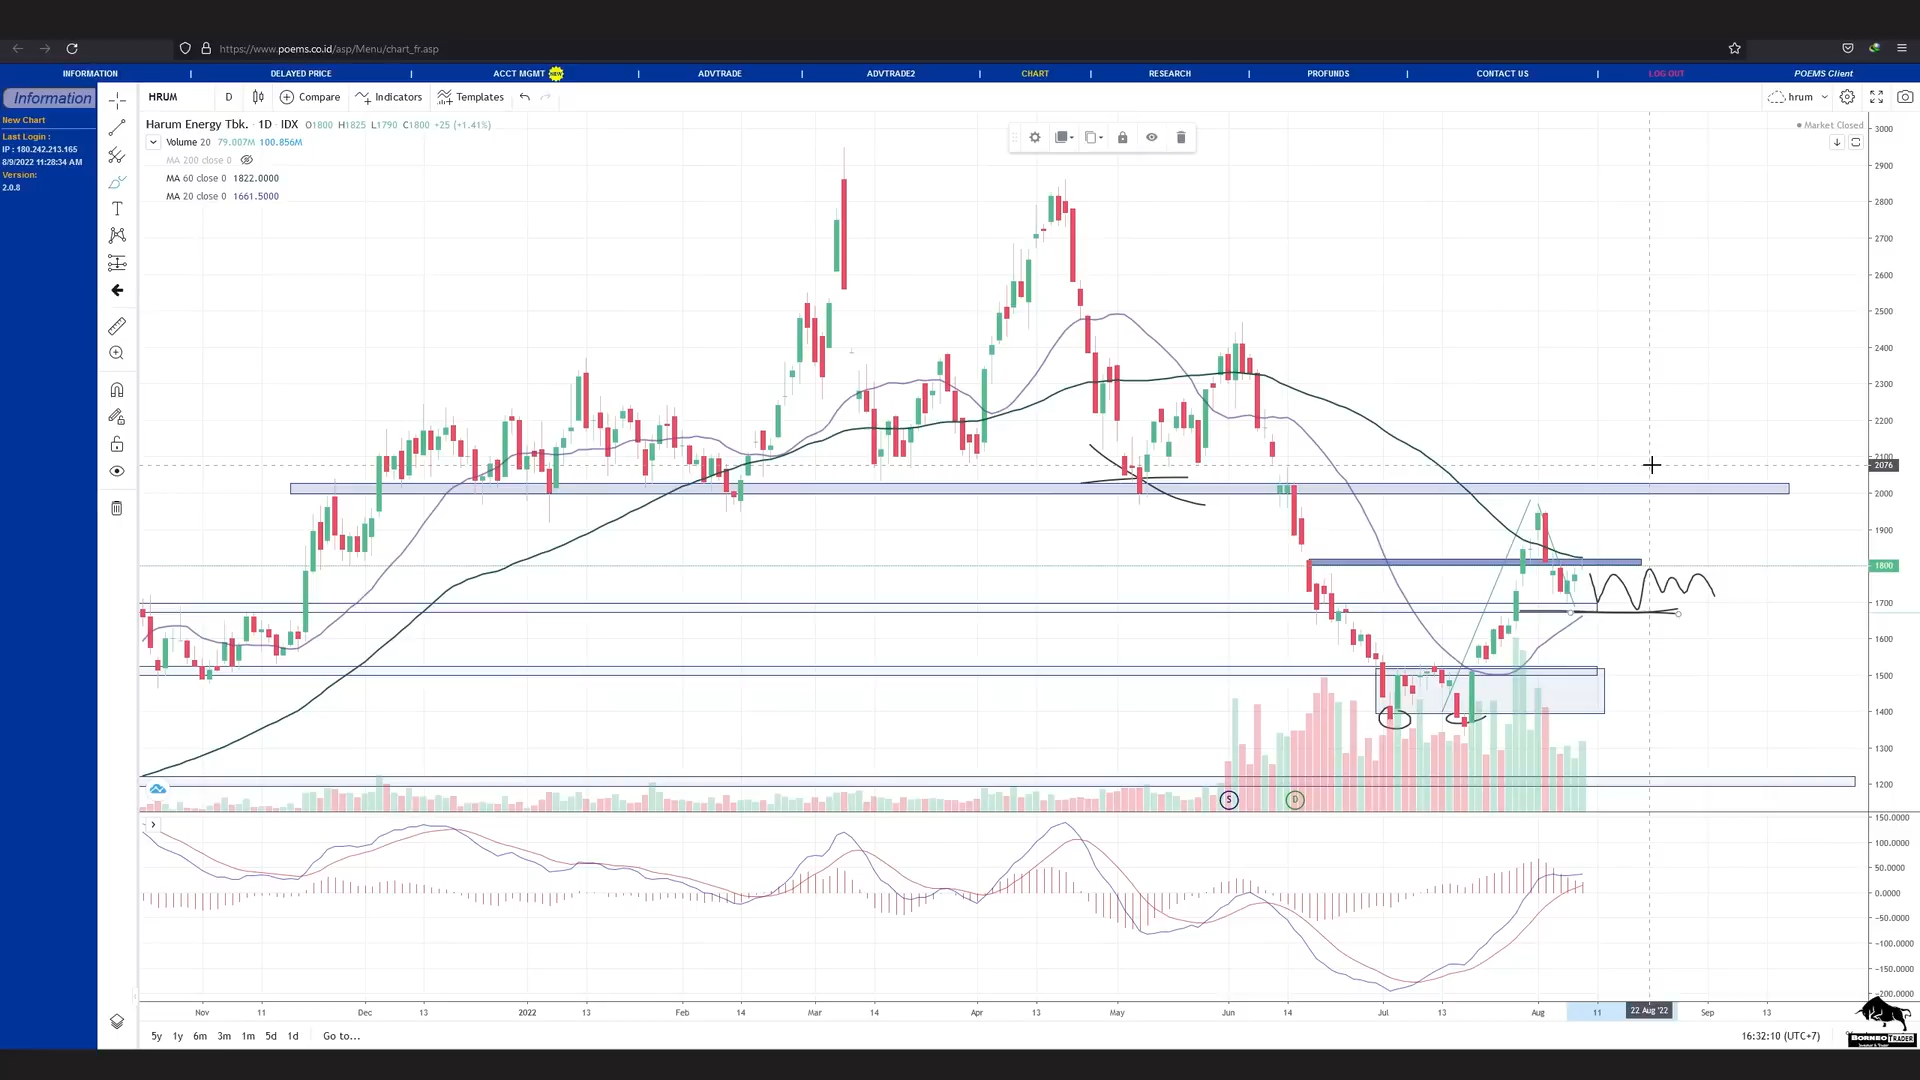 https://www.poems.co.id/asp/Menu/chart_fr.asp
INFORMATION | DELAYED PRICE | ACCT MGMT NEW | ADVTRADE | ADVTRADE2 | CHART | RESEARCH | PROFUNDS | CONTACT US | LOG OUT POEMS Client
Information
New Chart
Last Login :
IP : 180.242.213.165
8/9/2022 11:28:34 AM
Version:
2.0.8
HRUM D Compare Indicators Templates hrum
Harum Energy Tbk. · 1D · IDX O1800 H1825 L1790 C1800 +25 (+1.41%)
Market Closed
Volume 20 79.007M 100.856M
MA 200 close 0
MA 60 close 0 1822.0000
MA 20 close 0 1661.5000
3000
2900
2800
2700
2600
2500
2400
2300
2200
2100
2076
2000
1900
1800
1700
1600
1500
1400
1300
1200
S D
150.0000
100.0000
50.0000
0.0000
-50.0000
-100.0000
-150.0000
-200.0000
Nov 11 Dec 13 2022 13 Feb 14 Mar 14 Apr 13 May Jun 14 Jul 13 Aug 11 22 Aug '22 Sep 13
5y 1y 6m 3m 1m 5d 1d Go to... 16:32:10 (UTC+7)
BORNEO TRADER